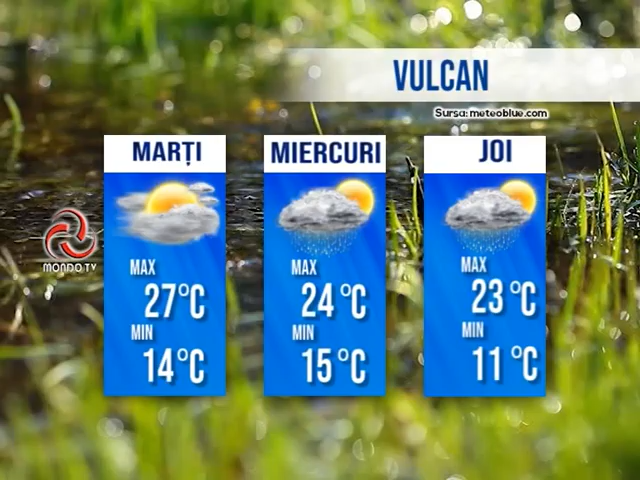 VULCAN
Sursa: meteoblue.com
MARȚI
MIERCURI
JOI
MAX
27°C
MIN
14°C
MAX
24°C
MIN
15°C
MAX
23°C
MIN
11°C
MONDO TV